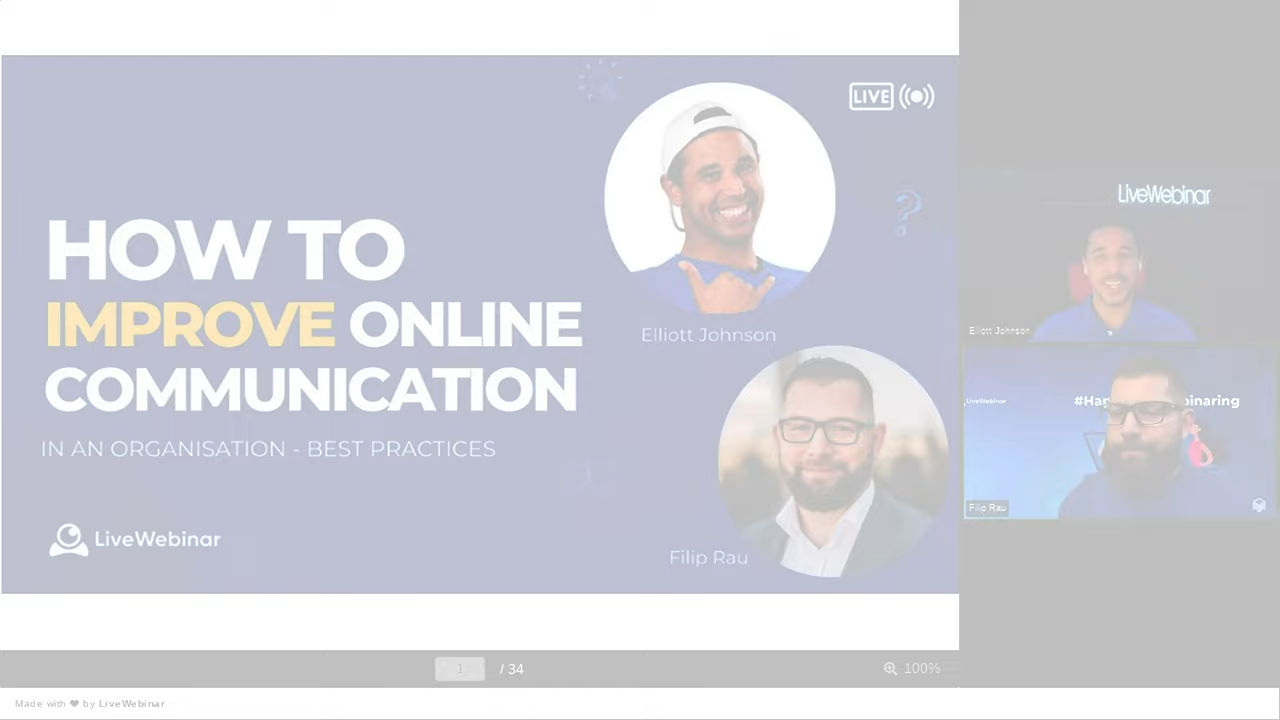 LIVE
?
HOW TO
IMPROVE ONLINE
COMMUNICATION
IN AN ORGANISATION - BEST PRACTICES
LiveWebinar
Elliott Johnson
Filip Rau
LiveWebinar
Elliott Johnson
LiveWebinar
Filip Rau
1 / 34
100%
Made with ❤ by LiveWebinar